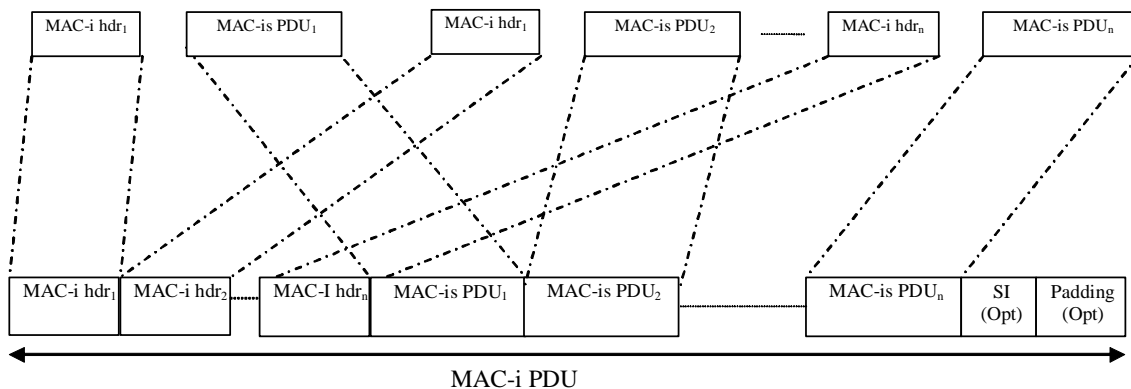 MAC-i hdr₁ MAC-is PDU₁ MAC-i hdr₁ MAC-is PDU₂ MAC-i hdrₙ MAC-is PDUₙ
MAC-i hdr₁ MAC-i hdr₂ MAC-I hdrₙ MAC-is PDU₁ MAC-is PDU₂ MAC-is PDUₙ SI Padding
(Opt) (Opt)
MAC-i PDU